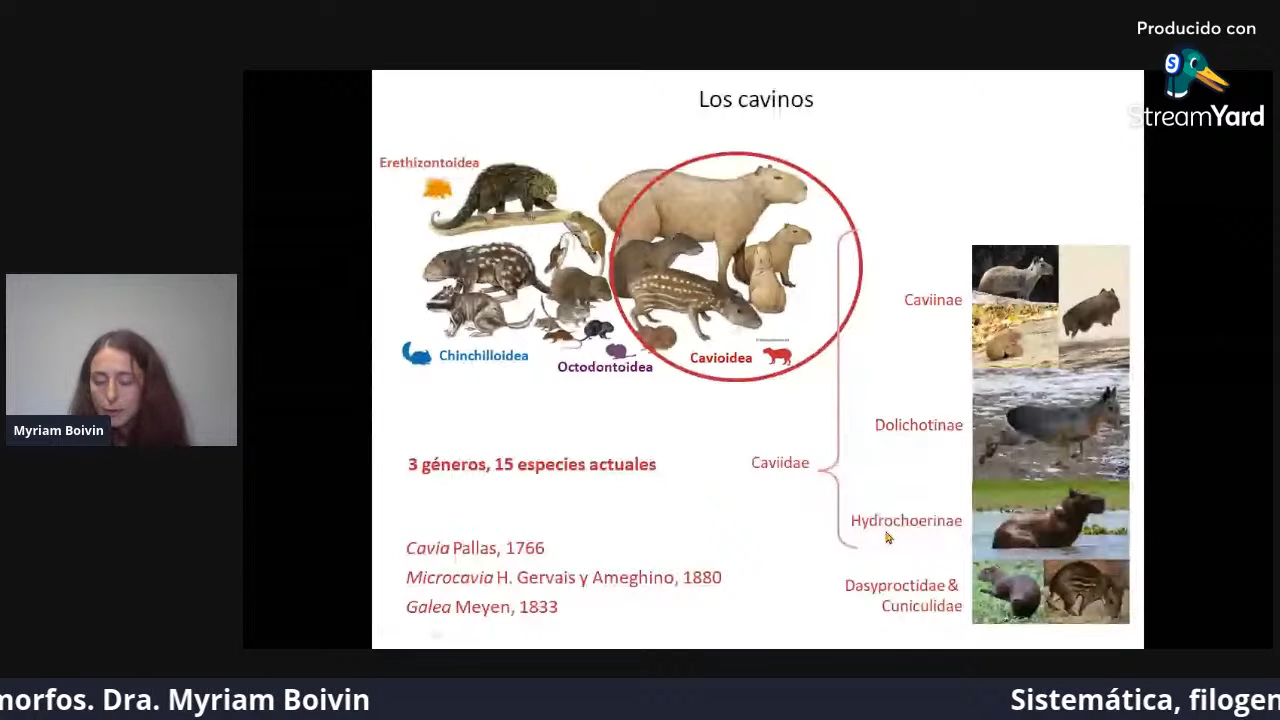 Producido con
StreamYard
Los cavinos
Erethizontoidea
Chinchilloidea
Octodontoidea
Cavioidea
Caviinae
Dolichotinae
Caviidae
Hydrochoerinae
Dasyproctidae &
Cuniculidae
3 géneros, 15 especies actuales
Cavia Pallas, 1766
Microcavia H. Gervais y Ameghino, 1880
Galea Meyen, 1833
Myriam Boivin
morfos. Dra. Myriam Boivin
Sistemática, filogen